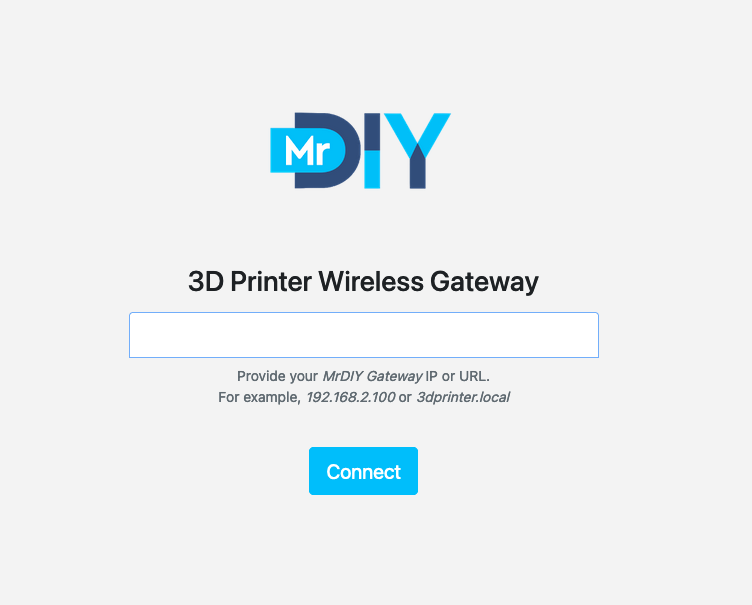 Mr DIY
3D Printer Wireless Gateway
Provide your MrDIY Gateway IP or URL.
For example, 192.168.2.100 or 3dprinter.local
Connect